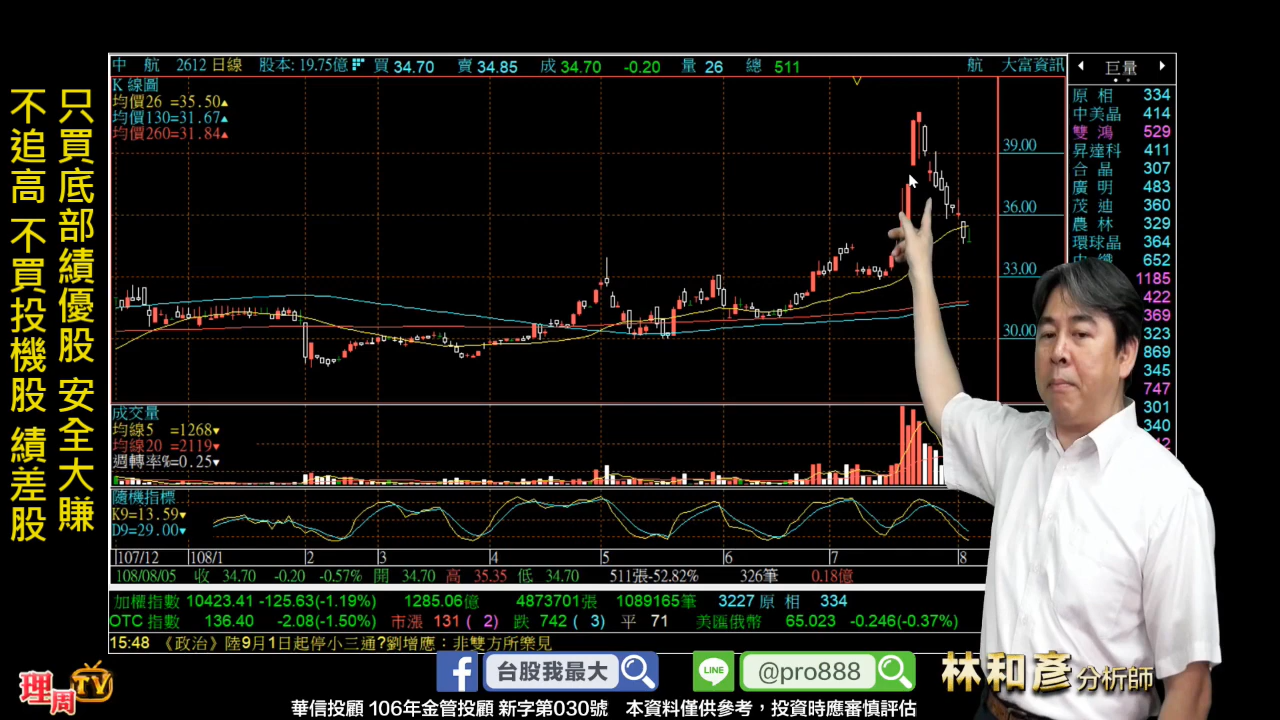 只買底部績優股 安全大賺
不追高 不買投機股 績差股
中 航 2612 日線 股本: 19.75億 買 34.70 賣 34.85 成 34.70 -0.20 量 26 總 511 航 大富資訊
K 線圖
均價26 =35.50▲
均價130=31.67▲
均價260=31.84▲
39.00
36.00
33.00
30.00
成交量
均線5 =1268▼
均線20 =2119▼
週轉率%=0.25▼
隨機指標
K9=13.59▼
D9=29.00▼
107/12 108/1 2 3 4 5 6 7 8
108/08/05 收 34.70 -0.20 -0.57% 開 34.70 高 35.35 低 34.70 511張-52.82% 326筆 0.18億
加權指數 10423.41 -125.63(-1.19%) 1285.06億 4873701張 1089165筆 3227 原 相 334
OTC 指數 136.40 -2.08(-1.50%) 市漲 131 ( 2) 跌 742 ( 3) 平 71 美匯俄幣 65.023 -0.246(-0.37%)
15:48 《政治》陸9月1日起停小三通?劉增應：非雙方所樂見
巨量
原 相 334
中美晶 414
雙 鴻 529
昇達科 411
合 晶 307
廣 明 483
茂 迪 360
農 林 329
環球晶 364
652
1185
422
369
323
869
345
747
301
340
理周TV
台股我最大
LINE
@pro888
林和彥 分析師
華信投顧 106年金管投顧 新字第030號 本資料僅供參考，投資時應審慎評估